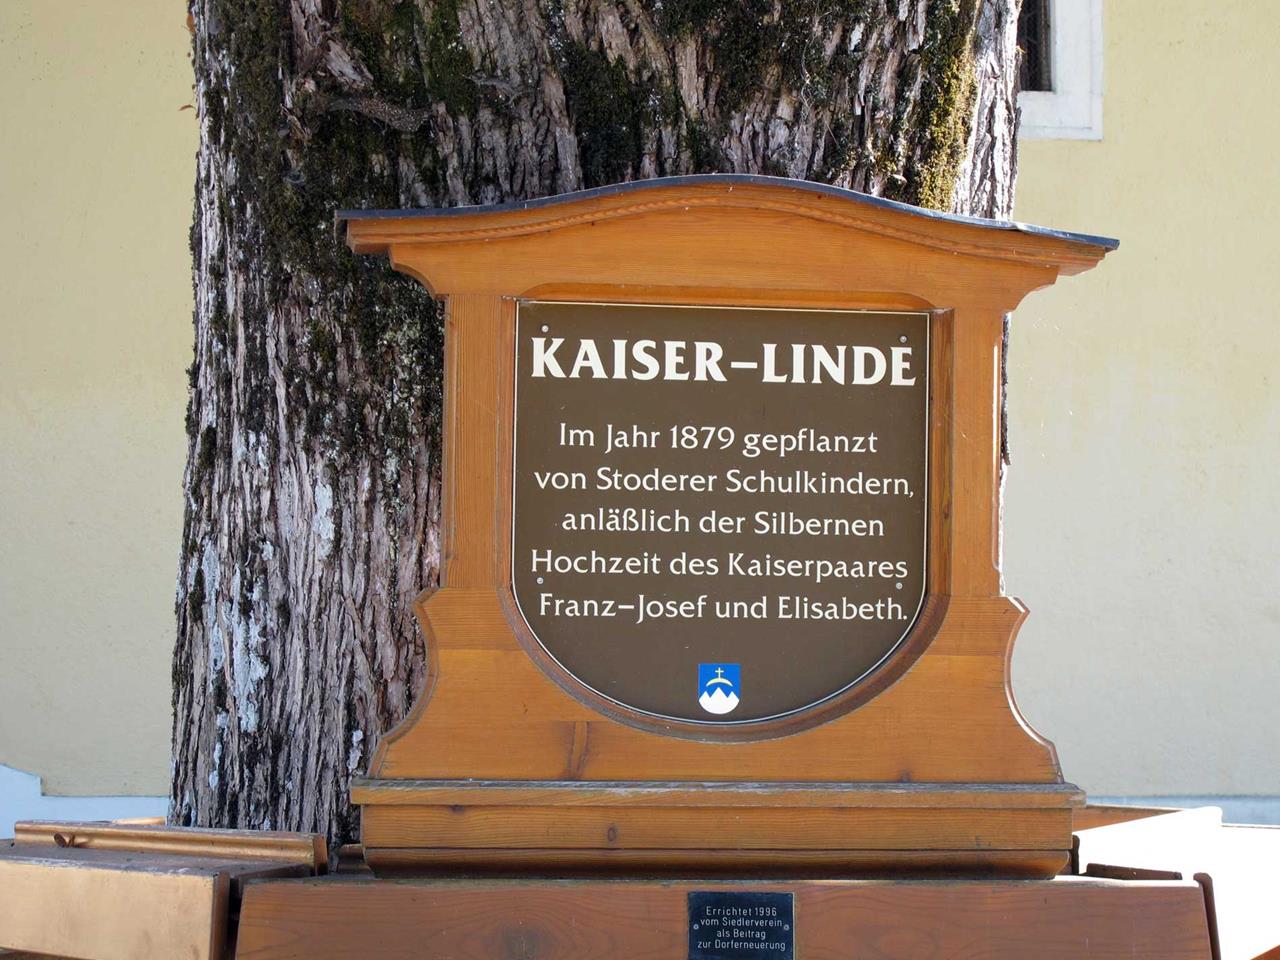 KAISER–LINDE
Im Jahr 1879 gepflanzt
von Stoderer Schulkindern,
anläßlich der Silbernen
Hochzeit des Kaiserpaares
Franz–Josef und Elisabeth.
Errichtet 1996
vom Siedlerverein
als Beitrag
zur Dorferneuerung